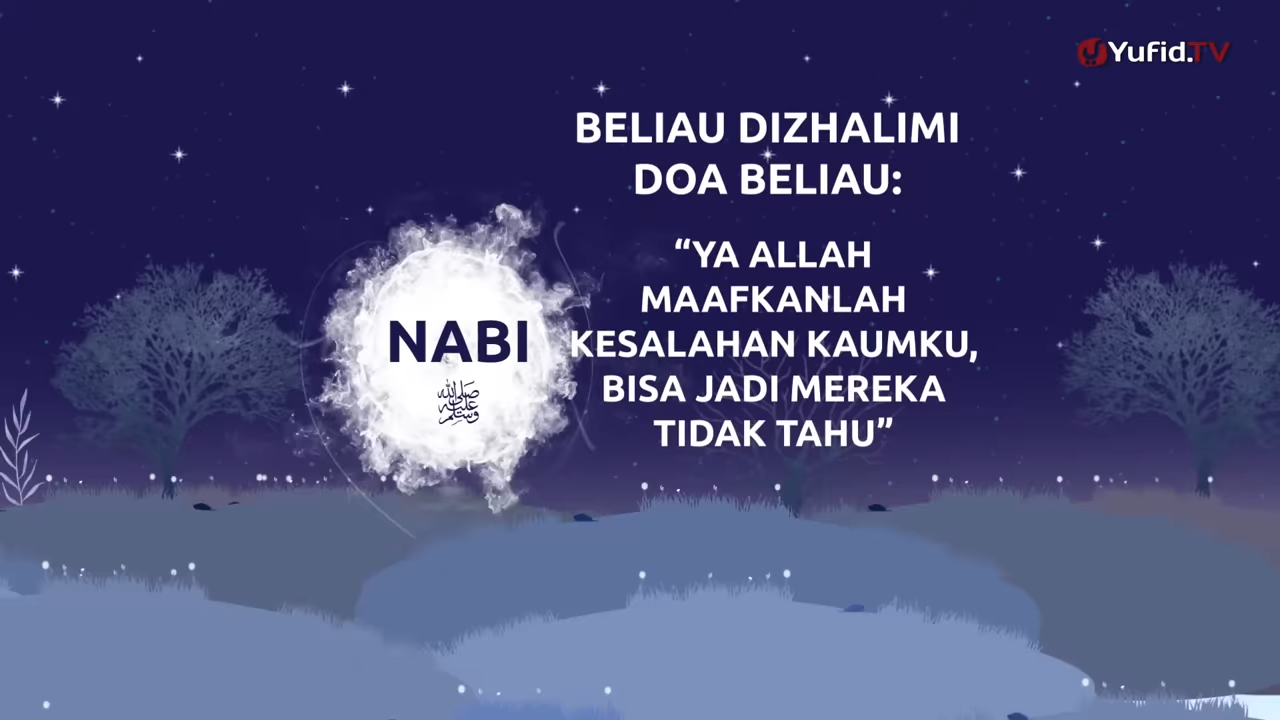 Yufid.TV
BELIAU DIZHALIMI
DOA BELIAU:
“YA ALLAH
MAAFKANLAH
KESALAHAN KAUMKU,
BISA JADI MEREKA
TIDAK TAHU”
NABI
صلى الله
عليه
وسلم